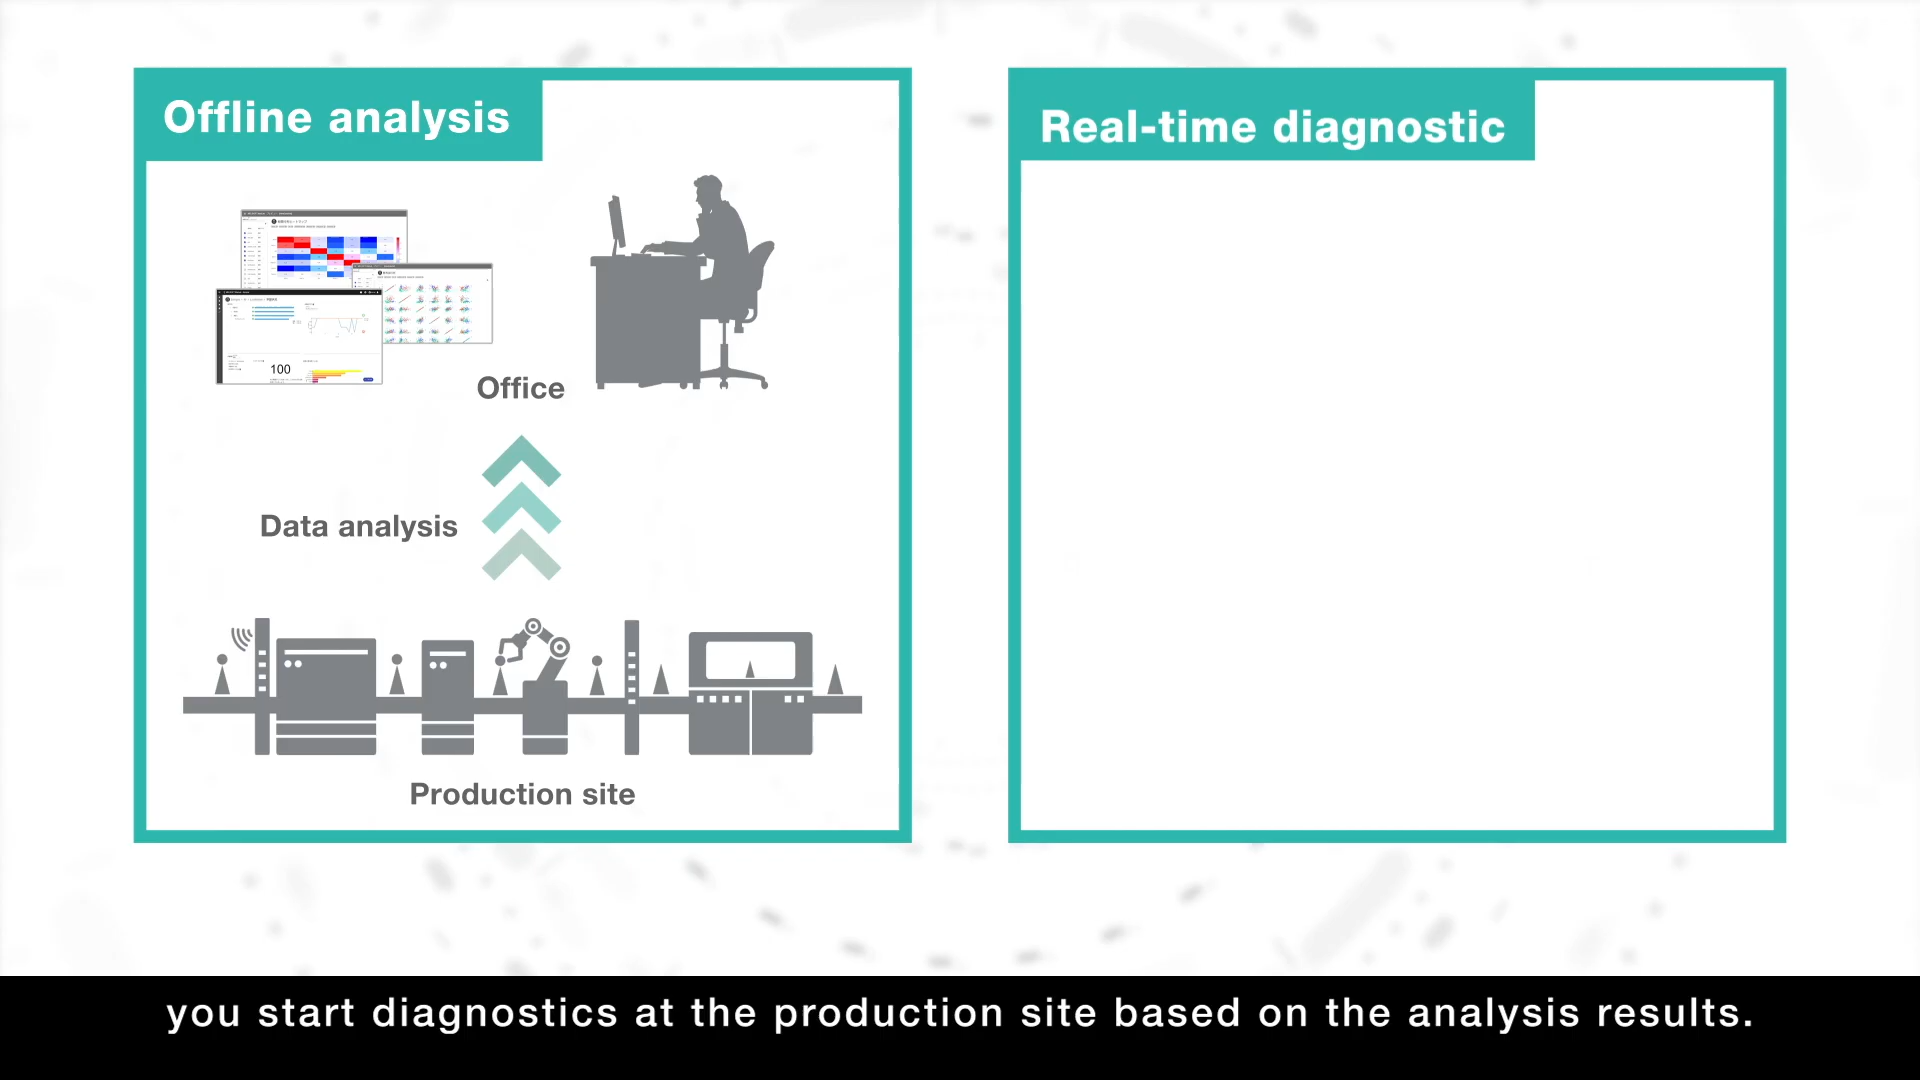 Offline analysis
Real-time diagnostic
100
Office
Data analysis
Production site
you start diagnostics at the production site based on the analysis results.